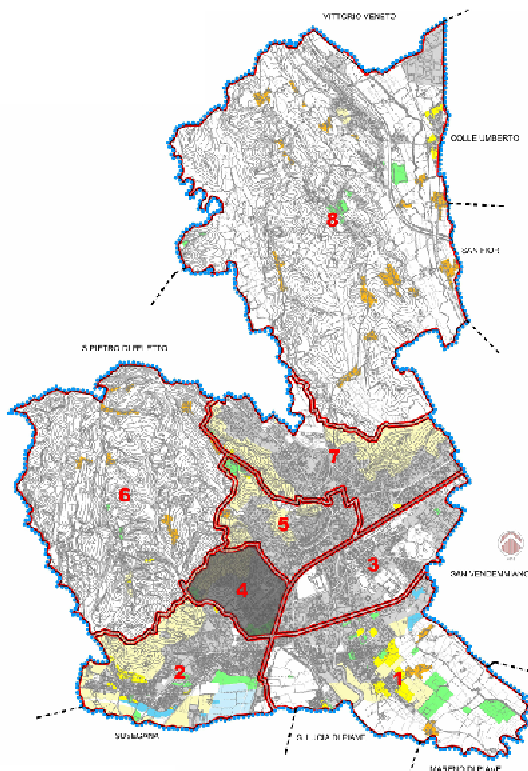 VITTORIO VENETO
COLLE UMBERTO
8
SAN FIOR
S.PIETRO DI FELETTO
7
6
5
3
4
SAN VENDEMIANO
2
1
SUSEGANA
S. LUCIA DI PIAVE
MARENO DI PIAVE